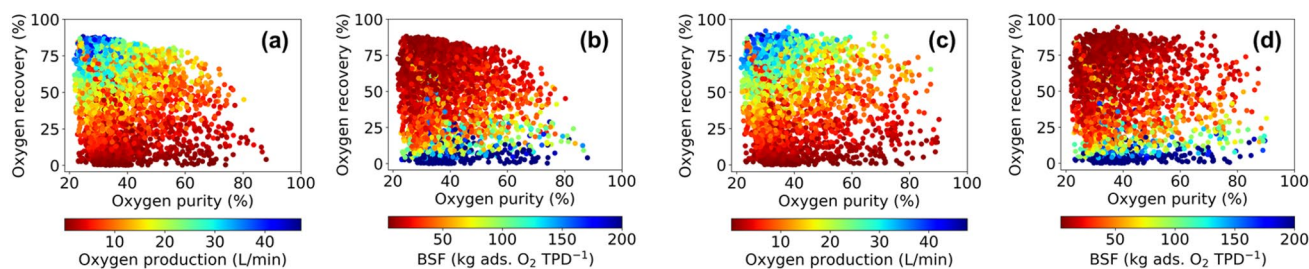 (a)
Oxygen recovery (%)
100
75
50
25
0
20 40 60 80 100
Oxygen purity (%)
10 20 30 40
Oxygen production (L/min)
(b)
Oxygen recovery (%)
100
75
50
25
0
20 40 60 80 100
Oxygen purity (%)
50 100 150 200
BSF (kg ads. O₂ TPD⁻¹)
(c)
Oxygen recovery (%)
100
75
50
25
0
20 40 60 80 100
Oxygen purity (%)
10 20 30 40
Oxygen production (L/min)
(d)
Oxygen recovery (%)
100
75
50
25
0
20 40 60 80 100
Oxygen purity (%)
50 100 150 200
BSF (kg ads. O₂ TPD⁻¹)